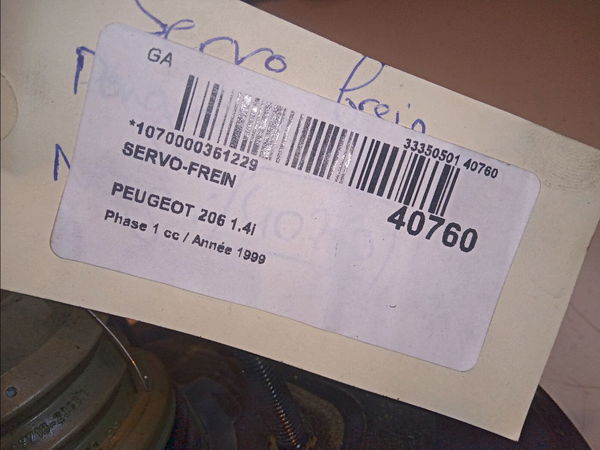 Servo frein
GA
33350501 40760
*1070000361229
SERVO-FREIN
40760
PEUGEOT 206 1.4i
Phase 1 cc / Année 1999